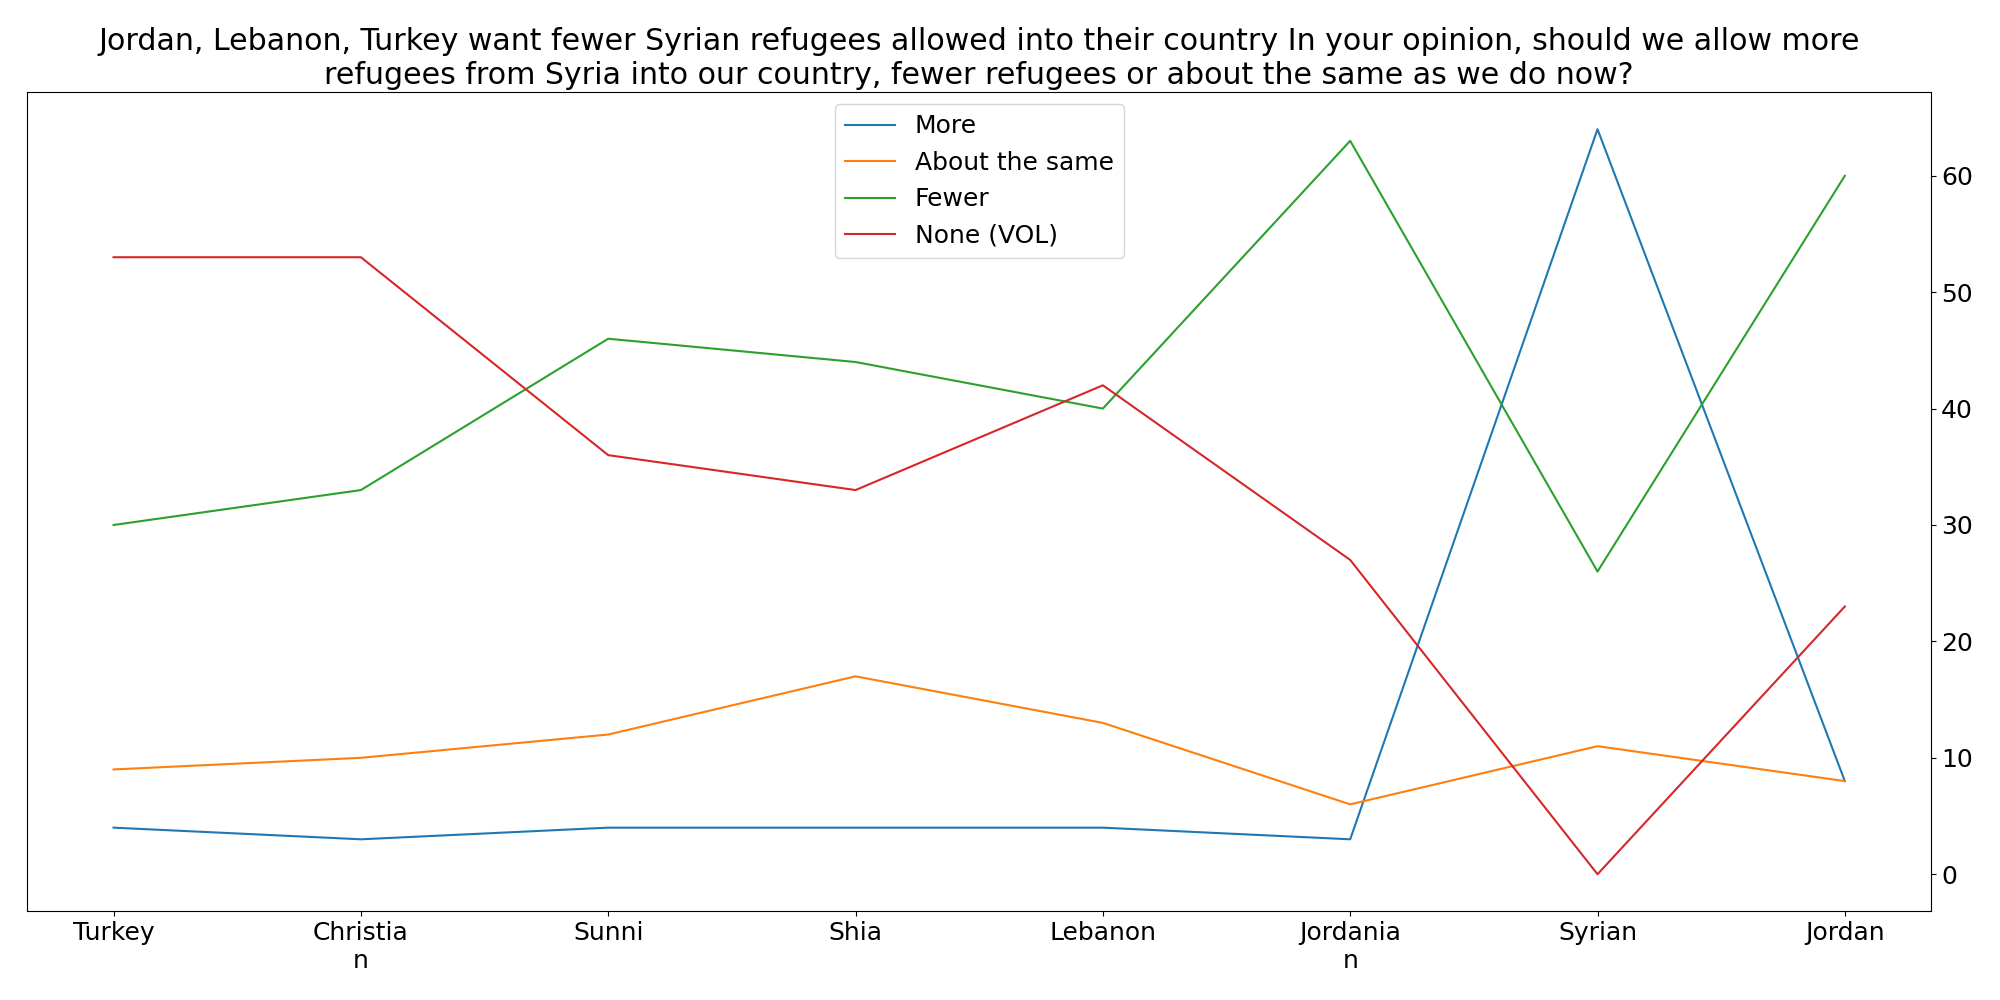 Jordan, Lebanon, Turkey want fewer Syrian refugees allowed into their country In your opinion, should we allow more
refugees from Syria into our country, fewer refugees or about the same as we do now?
More
About the same
Fewer
None (VOL)
60
50
40
30
20
10
0
Turkey
Christia
n
Sunni
Shia
Lebanon
Jordania
n
Syrian
Jordan